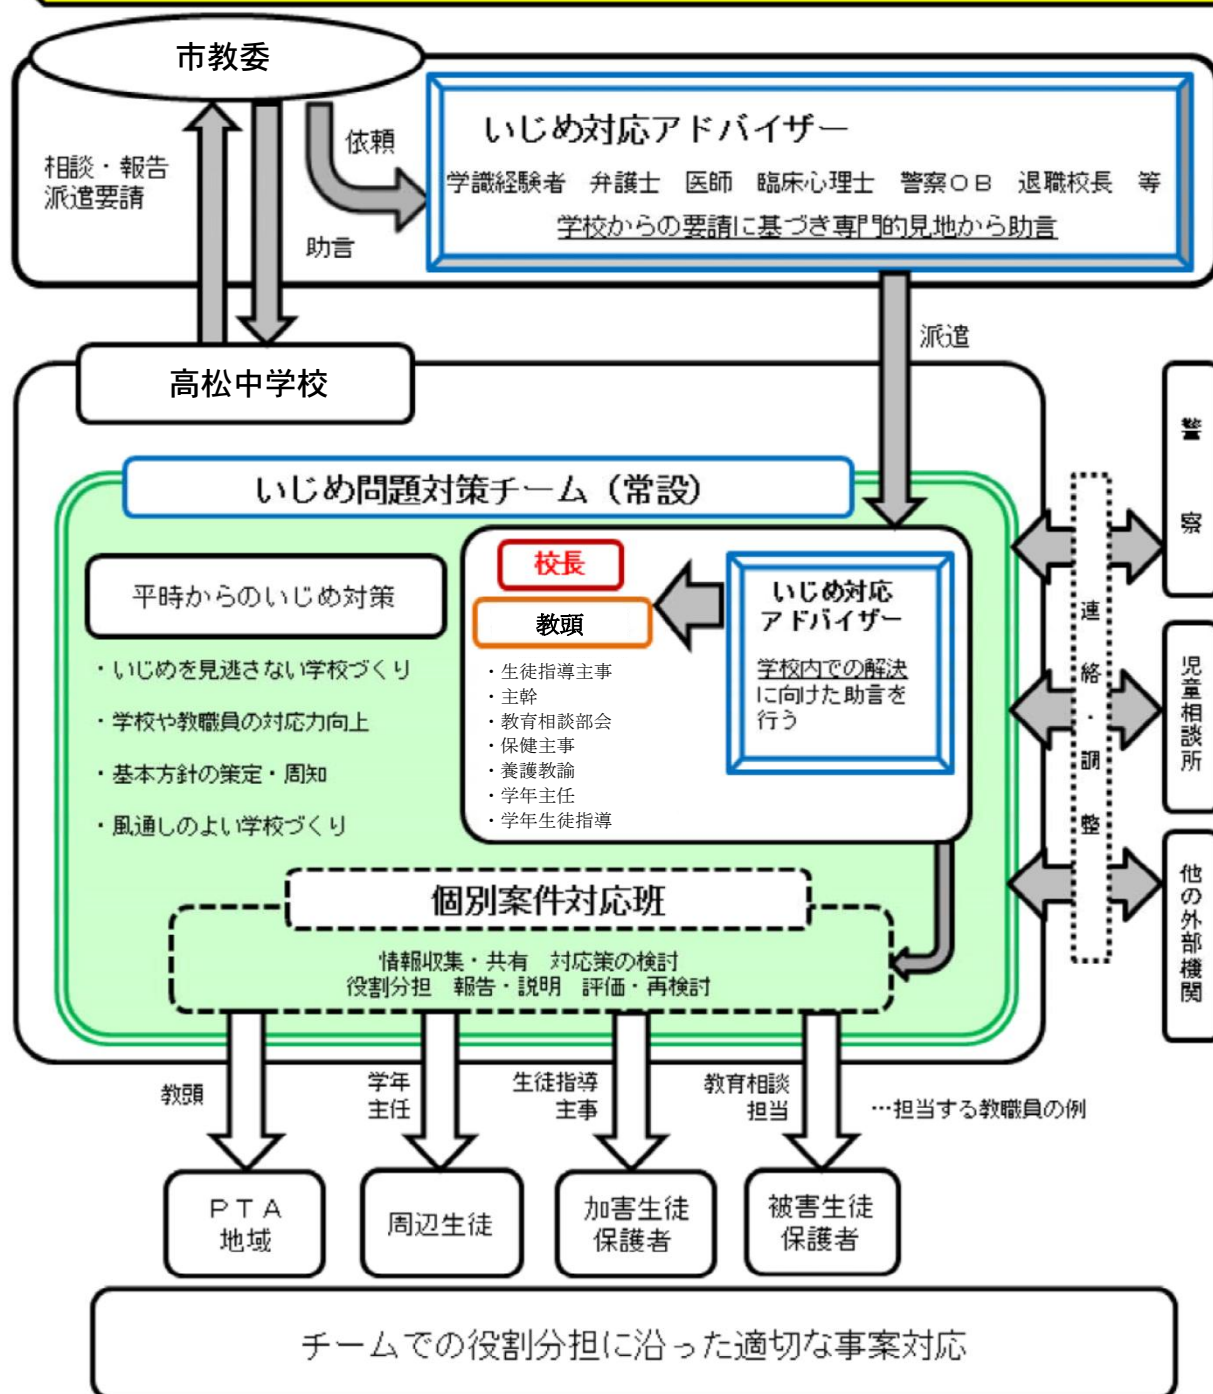 市教委
相談・報告
派遣要請
依頼
助言
いじめ対応アドバイザー
学識経験者　弁護士　医師　臨床心理士　警察ＯＢ　退職校長　等
学校からの要請に基づき専門的見地から助言
派遣
高松中学校
いじめ問題対策チーム（常設）
平時からのいじめ対策
・いじめを見逃さない学校づくり
・学校や教職員の対応力向上
・基本方針の策定・周知
・風通しのよい学校づくり
校長
教頭
・生徒指導主事
・主幹
・教育相談部会
・保健主事
・養護教諭
・学年主任
・学年生徒指導
いじめ対応
アドバイザー
学校内での解決
に向けた助言を
行う
連絡・調整
警察
児童相談所
他の外部機関
個別案件対応班
情報収集・共有　対応策の検討
役割分担　報告・説明　評価・再検討
教頭
学年
主任
生徒指導
主事
教育相談
担当
…担当する教職員の例
ＰＴＡ
地域
周辺生徒
加害生徒
保護者
被害生徒
保護者
チームでの役割分担に沿った適切な事案対応